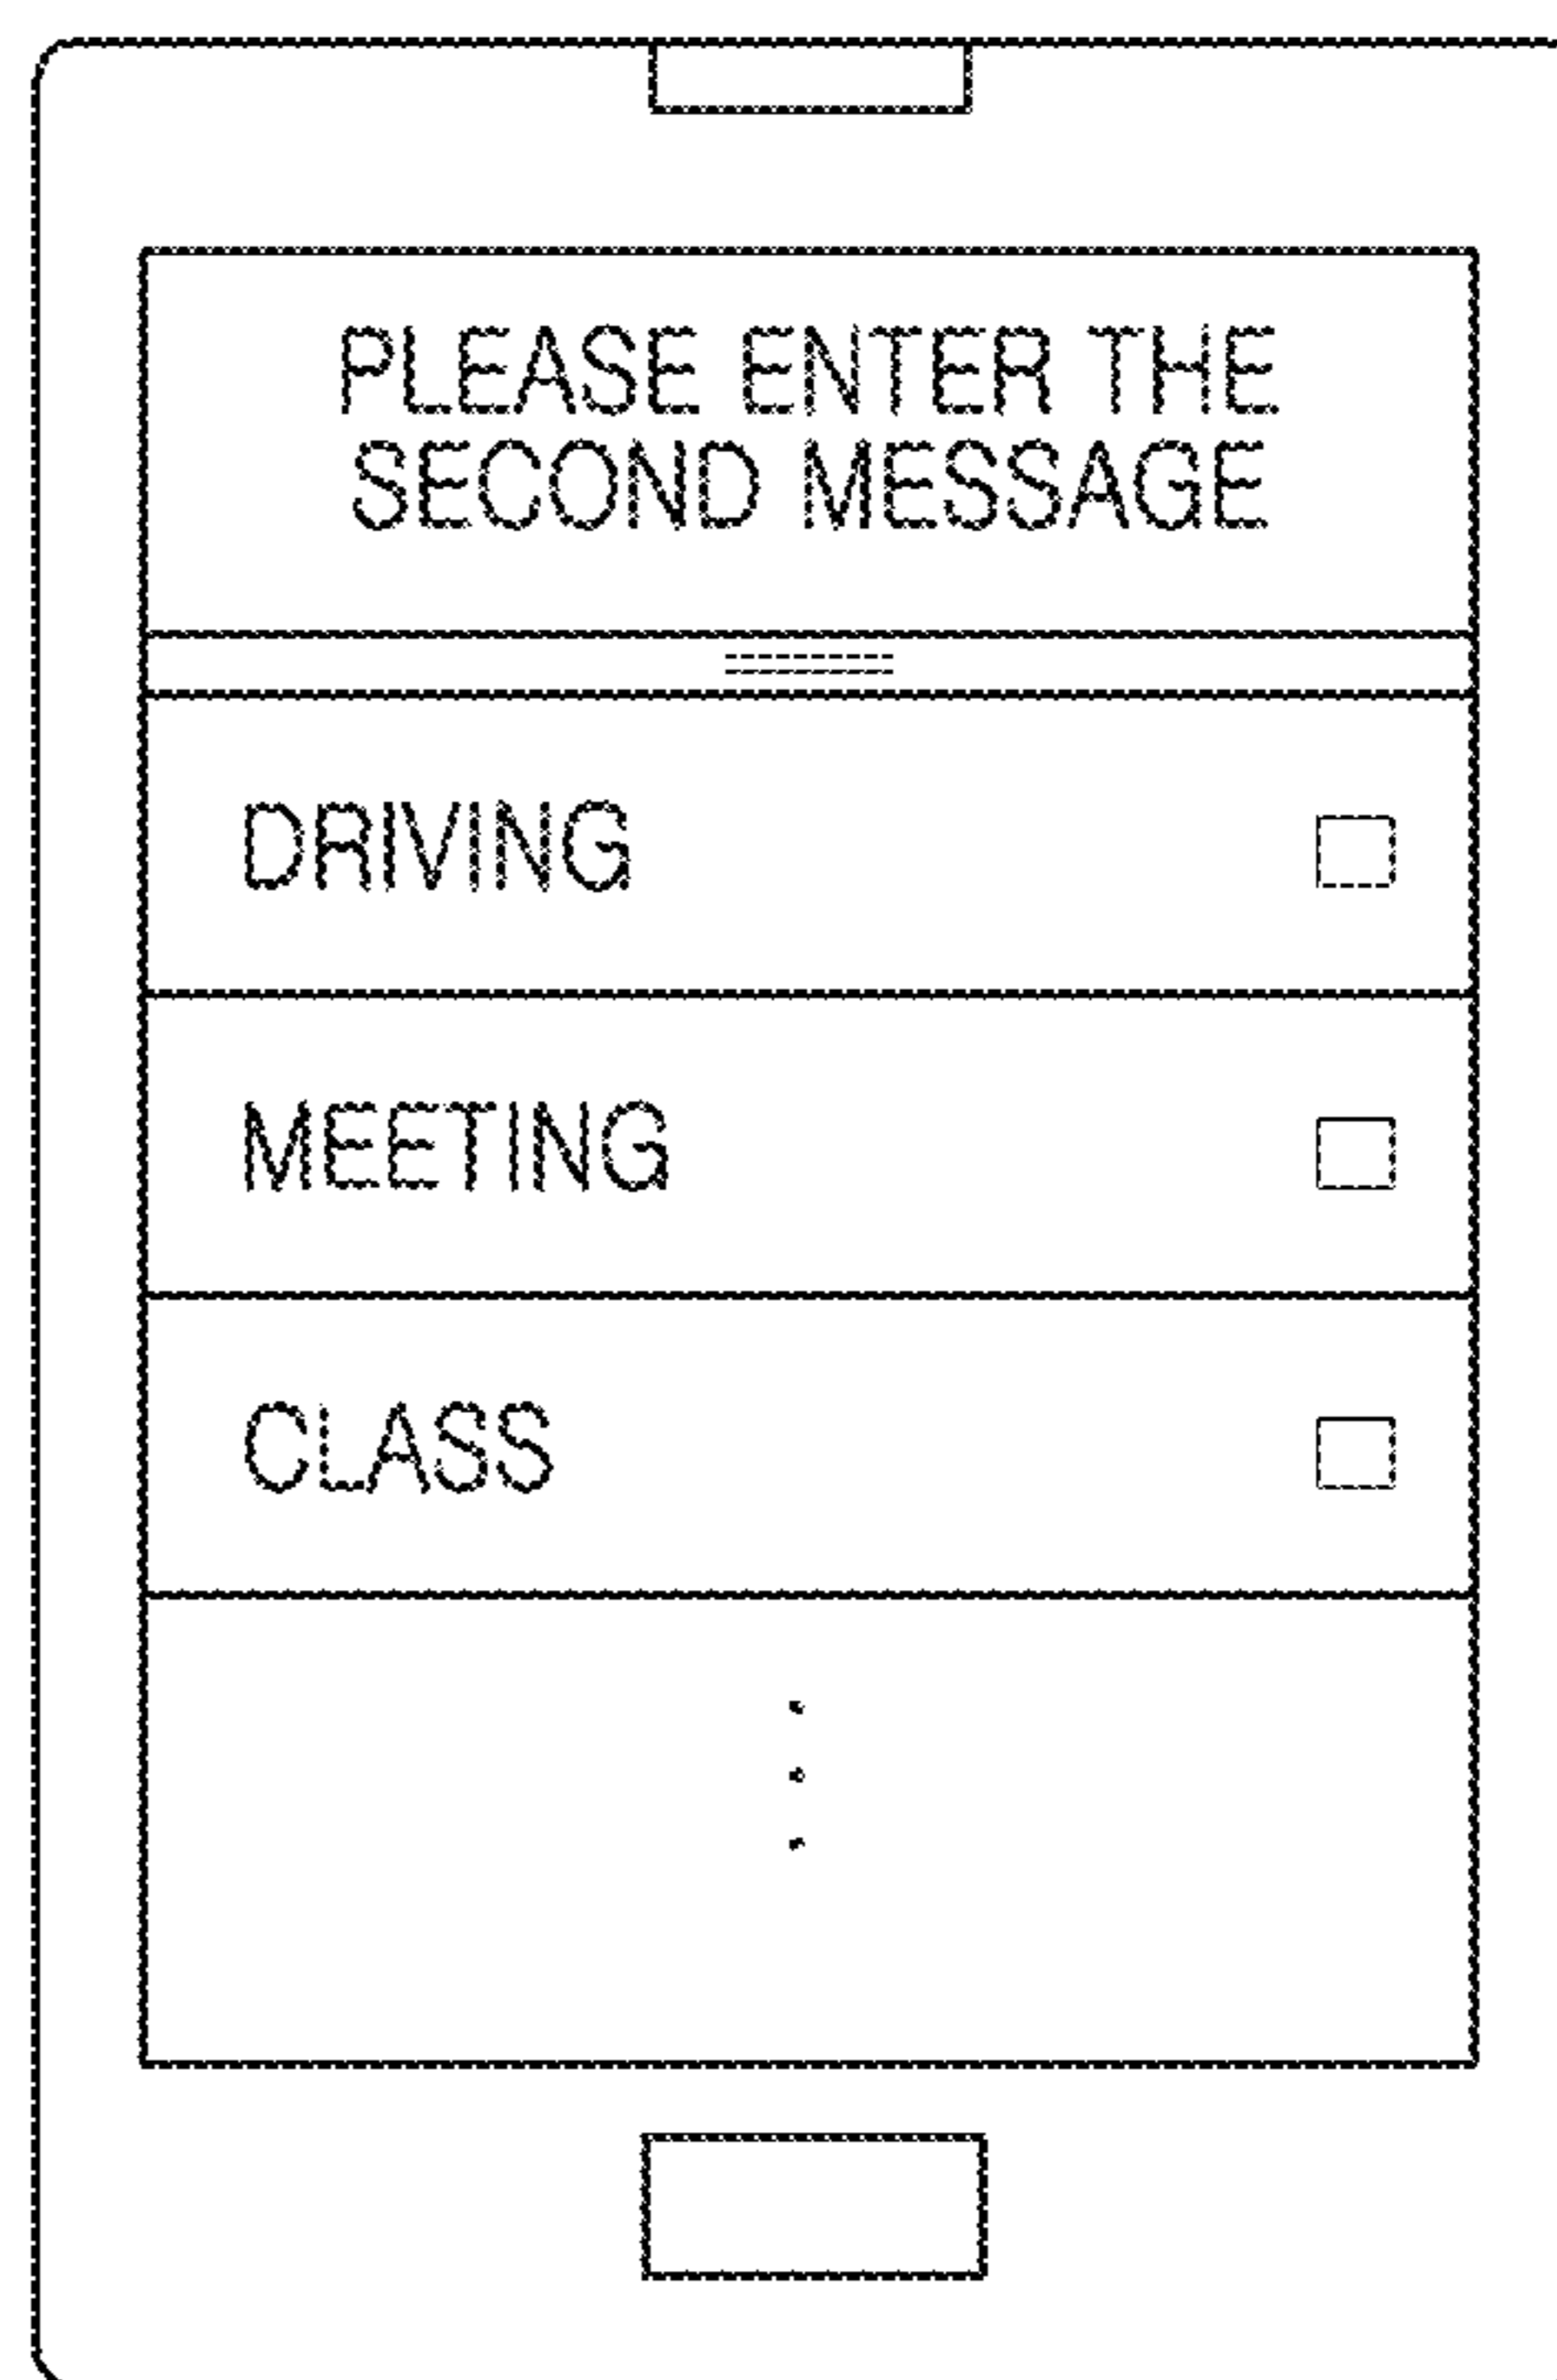 PLEASE ENTER THE
SECOND MESSAGE
DRIVING
MEETING
CLASS